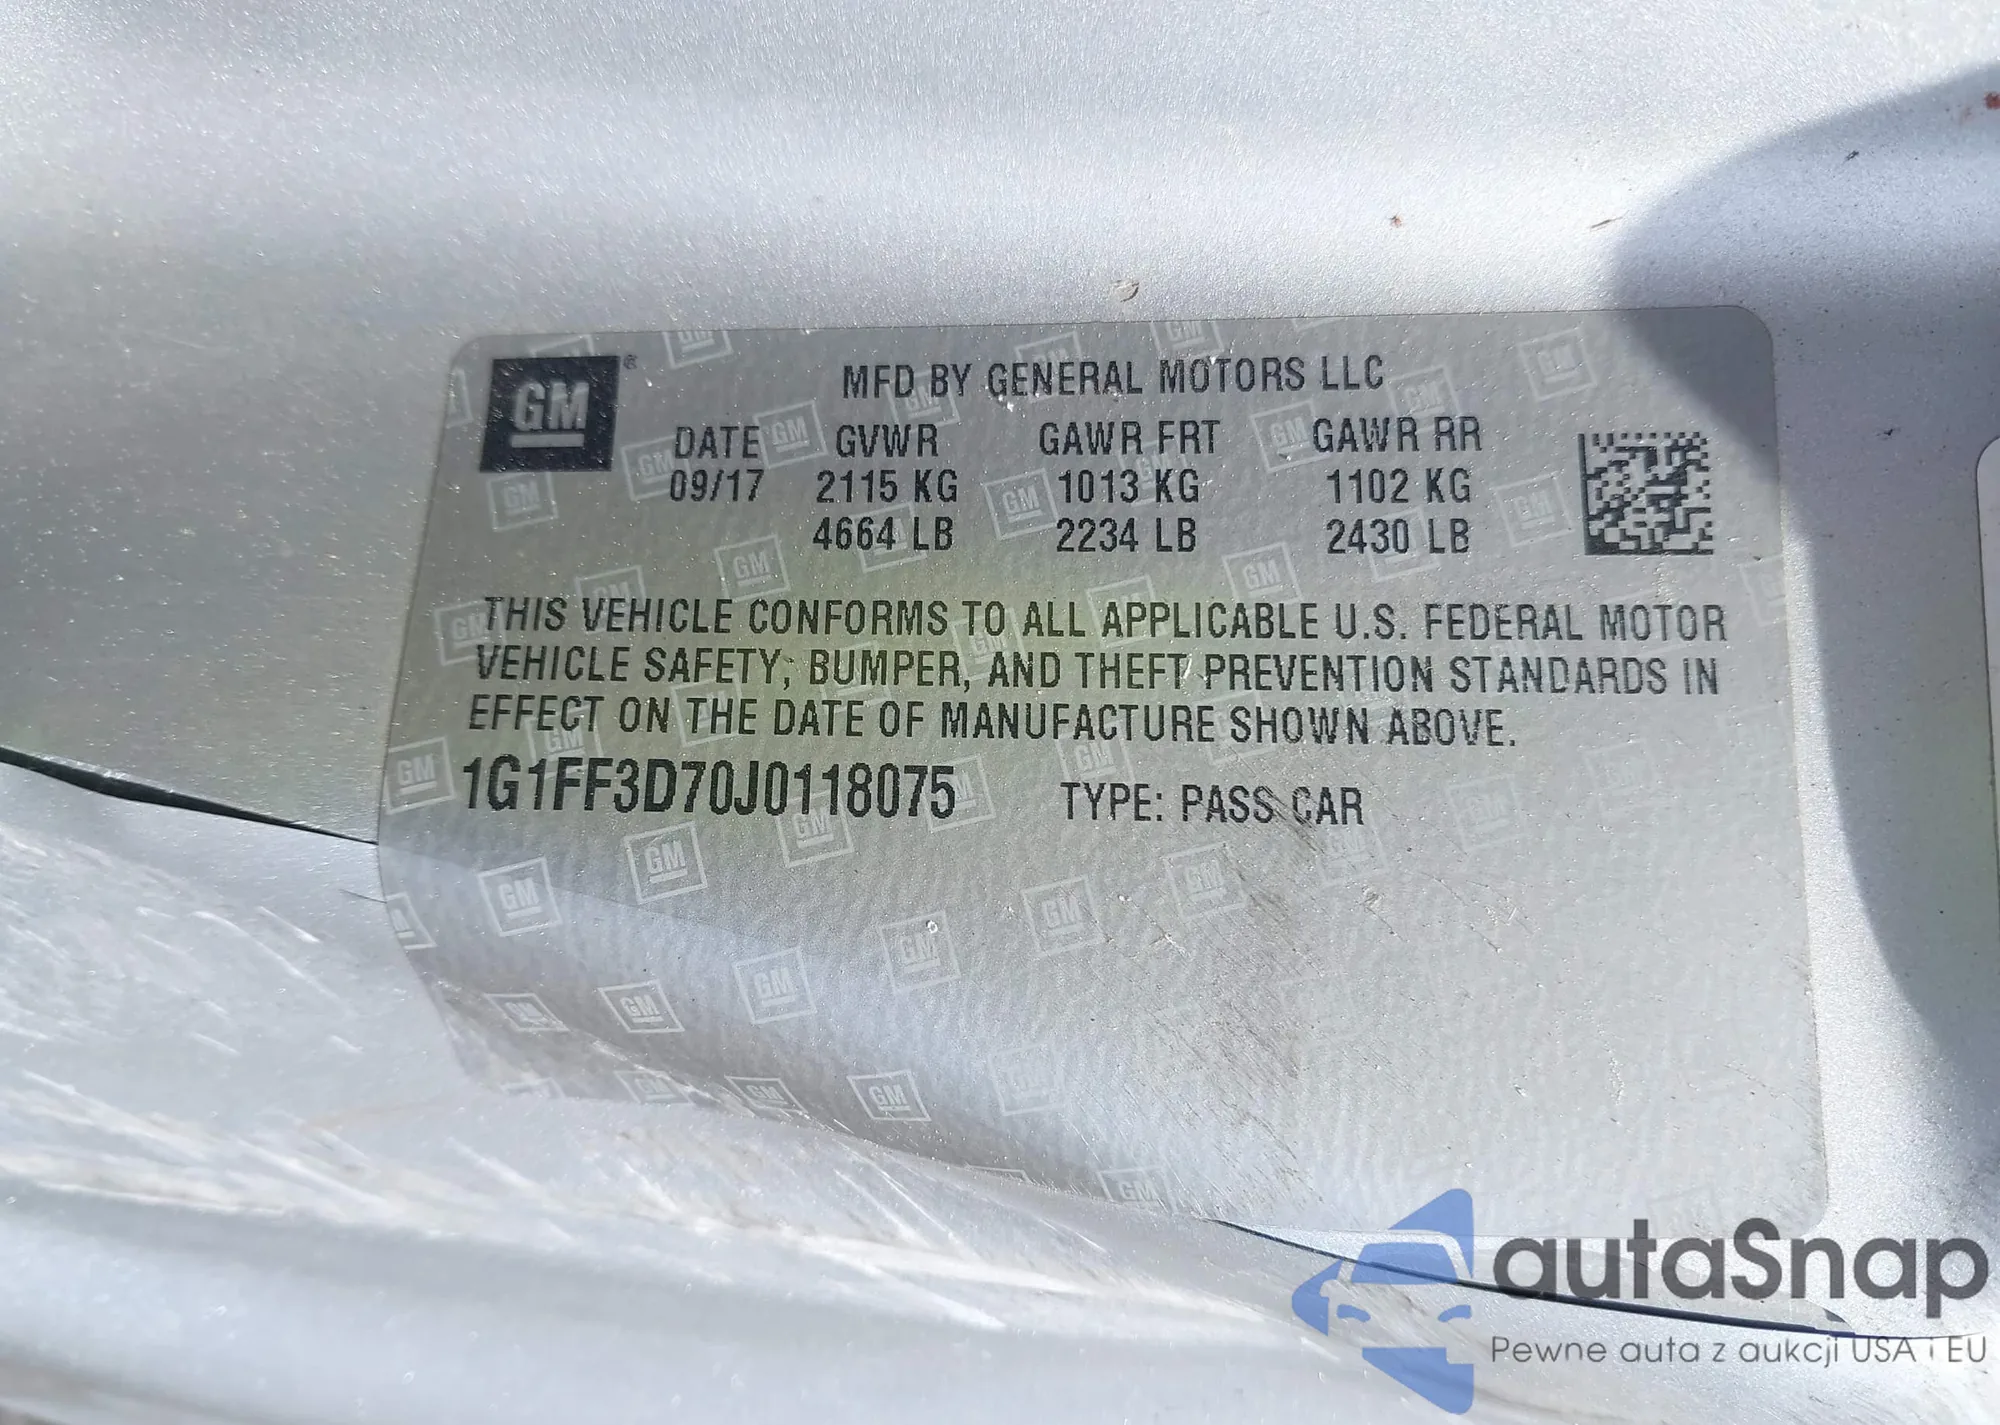 GM ®
MFD BY GENERAL MOTORS LLC
DATE GVWR GAWR FRT GAWR RR
09/17 2115 KG 1013 KG 1102 KG
4664 LB 2234 LB 2430 LB
THIS VEHICLE CONFORMS TO ALL APPLICABLE U.S. FEDERAL MOTOR
VEHICLE SAFETY, BUMPER, AND THEFT PREVENTION STANDARDS IN
EFFECT ON THE DATE OF MANUFACTURE SHOWN ABOVE.
1G1FF3D70J0118075 TYPE: PASS CAR
autaSnap
Pewne auta z aukcji USA i EU